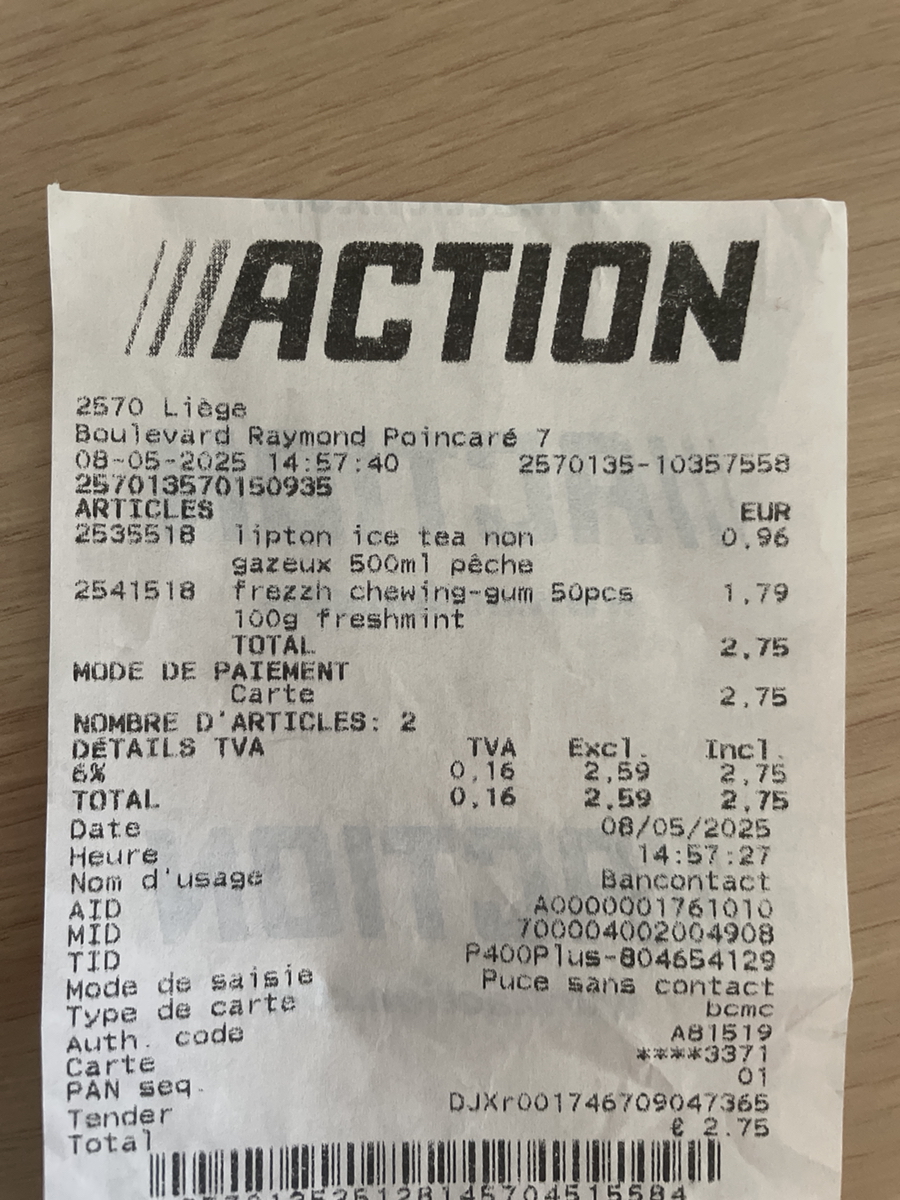 ACTION
2570 Liège
Boulevard Raymond Poincaré 7
08-05-2025 14:57:40 2570135-10357558
257013570150935
ARTICLES EUR
2535518 lipton ice tea non 0,96
gazeux 500ml pêche
2541518 frezzh chewing-gum 50pcs 1,79
100g freshmint
TOTAL 2,75
MODE DE PAIEMENT
Carte 2,75
NOMBRE D'ARTICLES: 2
DÉTAILS TVA TVA Excl. Incl.
6% 0,16 2,59 2,75
TOTAL 0,16 2,59 2,75
Date 08/05/2025
Heure 14:57:27
Nom d'usage Bancontact
AID A0000001761010
MID 700004002004908
TID P400Plus-804654129
Mode de saisie Puce sans contact
Type de carte bcmc
Auth. code A81519
Carte ****3371
PAN seq. 01
Tender DJXr001746709047365
Total € 2.75